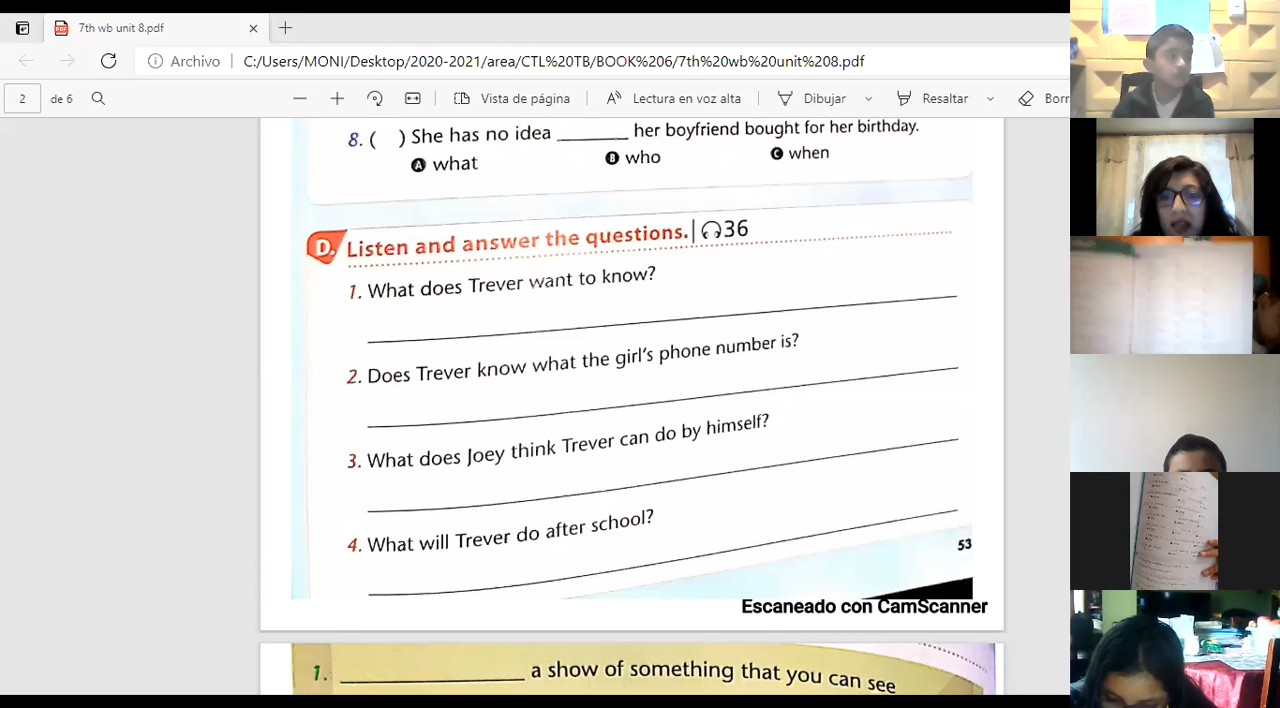 7th wb unit 8.pdf
Archivo C:/Users/MONI/Desktop/2020-2021/area/CTL%20TB/BOOK%206/7th%20wb%20unit%208.pdf
2 de 6 Vista de página Lectura en voz alta Dibujar Resaltar Borr
8. ( ) She has no idea ________ her boyfriend bought for her birthday.
A what B who C when
D. Listen and answer the questions. | 36
1. What does Trever want to know?
2. Does Trever know what the girl's phone number is?
3. What does Joey think Trever can do by himself?
4. What will Trever do after school?
53
Escaneado con CamScanner
1. ________________ a show of something that you can see